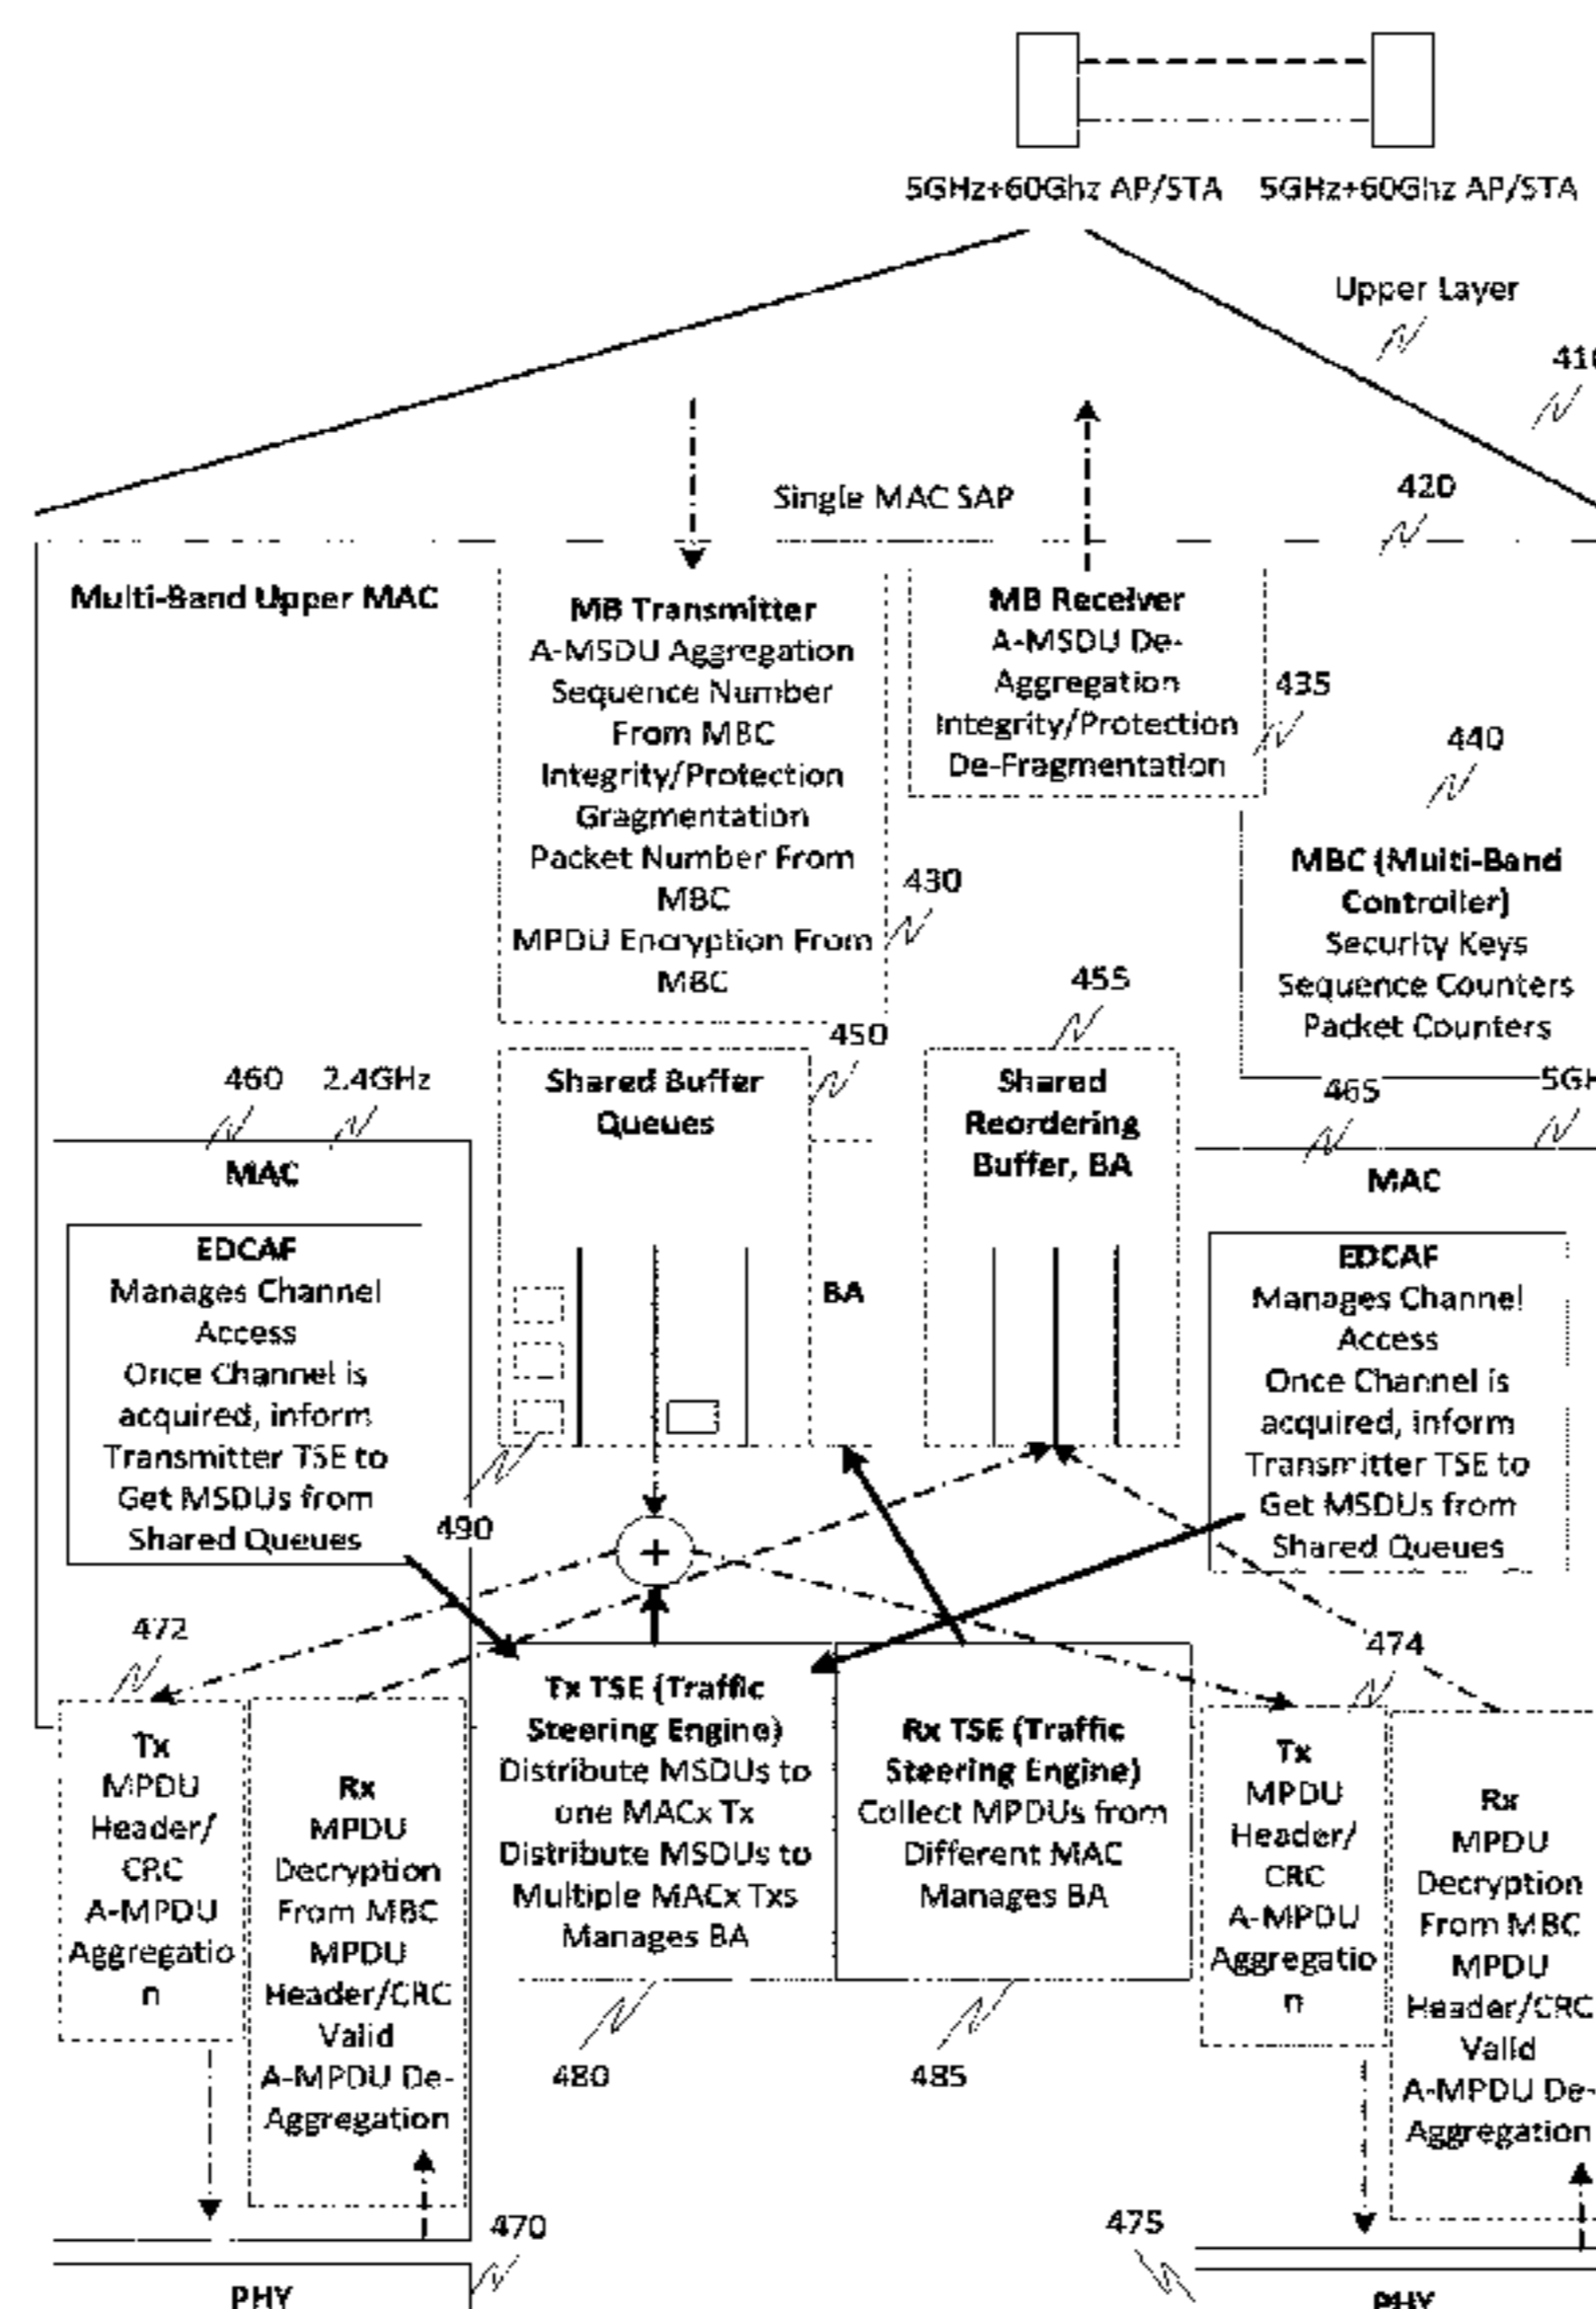 5GHz+60Ghz AP/STA
5GHz+60Ghz AP/STA
Upper Layer
Single MAC SAP
420
Multi-Band Upper MAC
MB Transmitter
A-MSDU Aggregation
Sequence Number
From MBC
Integrity/Protection
Gragmentation
Packet Number From
MBC
MPDU Encryption From
MBC
430
MB Receiver
A-MSDU De-
Aggregation
Integrity/Protection
De-Fragmentation
435
440
MBC (Multi-Band
Controller)
Security Keys
Sequence Counters
Packet Counters
450
Shared Buffer
Queues
BA
490
455
Shared
Reordering
Buffer, BA
460
2.4GHz
MAC
EDCAF
Manages Channel
Access
Once Channel is
acquired, inform
Transmitter TSE to
Get MSDUs from
Shared Queues
465
MAC
EDCAF
Manages Channel
Access
Once Channel is
acquired, inform
Transmitter TSE to
Get MSDUs from
Shared Queues
+
472
Tx
MPDU
Header/
CRC
A-MPDU
Aggregatio
n
Rx
MPDU
Decryption
From MBC
MPDU
Header/CRC
Valid
A-MPDU De-
Aggregation
Tx TSE (Traffic
Steering Engine)
Distribute MSDUs to
one MACx Tx
Distribute MSDUs to
Multiple MACx Txs
Manages BA
480
Rx TSE (Traffic
Steering Engine)
Collect MPDUs from
Different MAC
Manages BA
485
474
Tx
MPDU
Header/
CRC
A-MPDU
Aggregatio
n
Rx
MPDU
Decryption
From MBC
MPDU
Header/CRC
Valid
A-MPDU De-
Aggregation
470
PHY
475
PHY